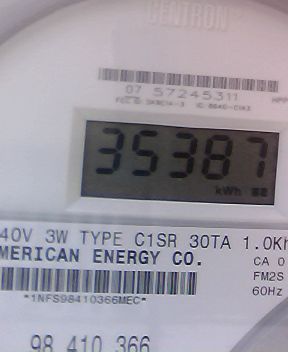 CENTRON
07 57245311
35387
kWh
40V 3W TYPE C1SR 30TA 1.0Kh
MERICAN ENERGY CO.
CA 0
FM2S
60Hz
*1NFS98410366MEC*
98 410 366